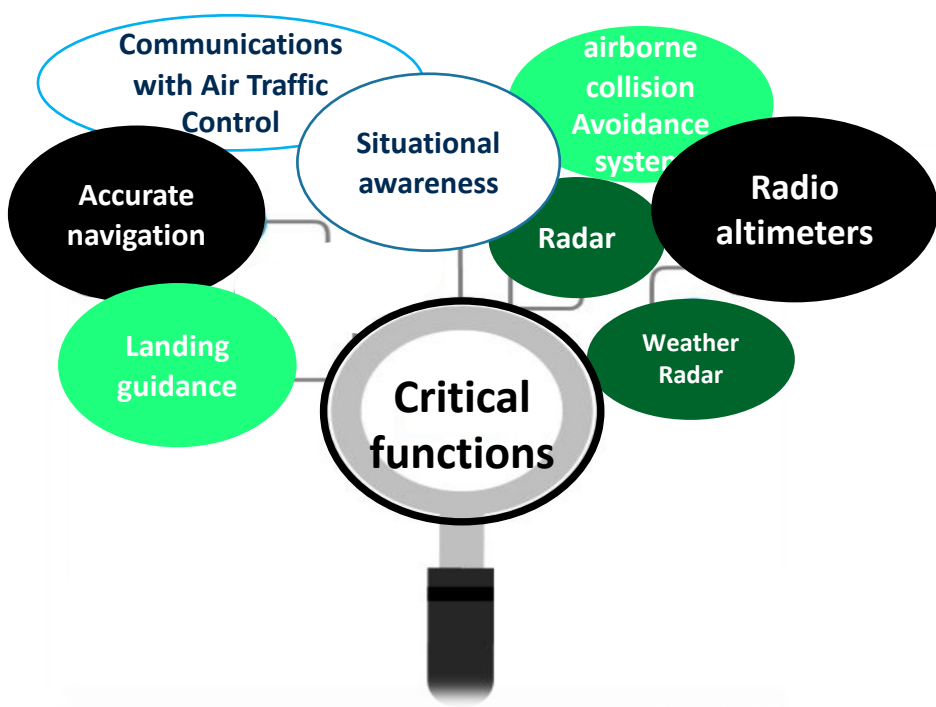 Communications
with Air Traffic
Control
airborne
collision
Avoidance
system
Situational
awareness
Accurate
navigation
Radar
Radio
altimeters
Landing
guidance
Weather
Radar
Critical
functions